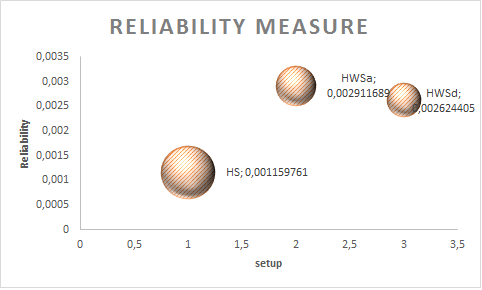 RELIABILITY MEASURE
0,0035
0,003
0,0025
0,002
0,0015
0,001
0,0005
0
Reliability
HWSa;
0,002911689
HWSd;
0,002624405
HS; 0,001159761
0 0,5 1 1,5 2 2,5 3 3,5
setup